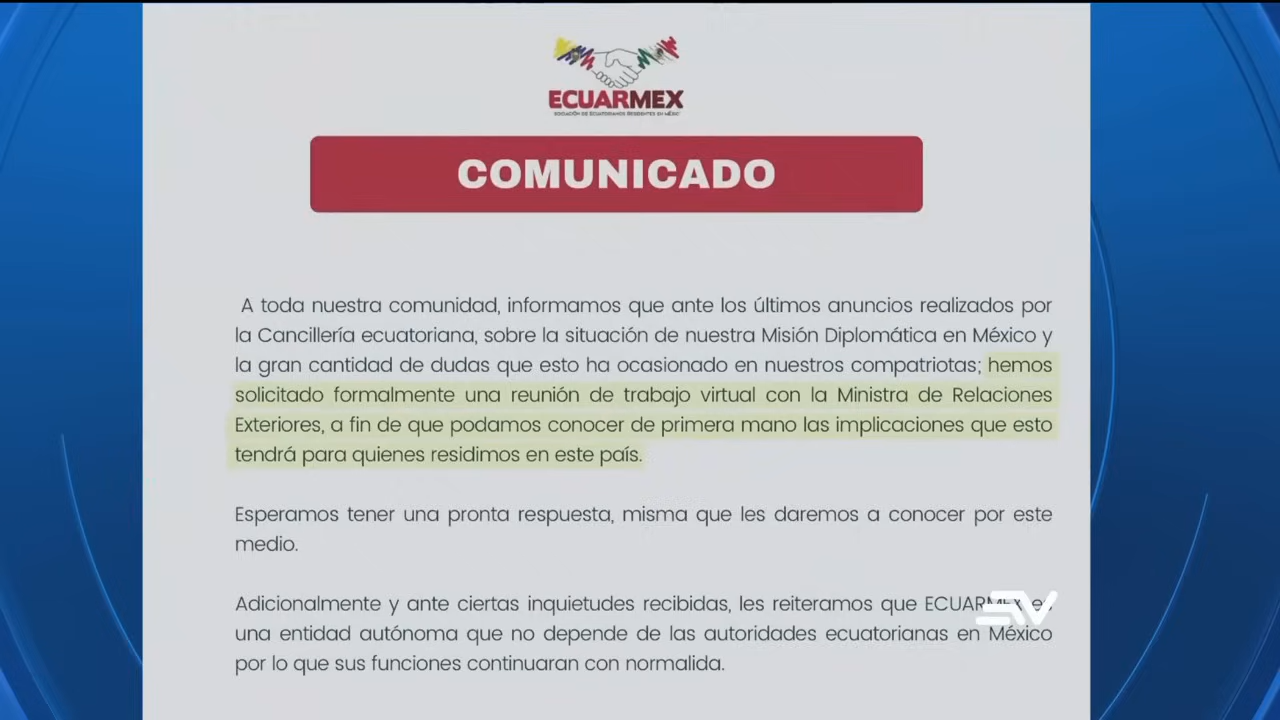 ECUARMEX
COMUNICADO
A toda nuestra comunidad, informamos que ante los últimos anuncios realizados por
la Cancillería ecuatoriana, sobre la situación de nuestra Misión Diplomática en México y
la gran cantidad de dudas que esto ha ocasionado en nuestros compatriotas; hemos
solicitado formalmente una reunión de trabajo virtual con la Ministra de Relaciones
Exteriores, a fin de que podamos conocer de primera mano las implicaciones que esto
tendrá para quienes residimos en este país.
Esperamos tener una pronta respuesta, misma que les daremos a conocer por este
medio.
Adicionalmente y ante ciertas inquietudes recibidas, les reiteramos que ECUARMEX es
una entidad autónoma que no depende de las autoridades ecuatorianas en México
por lo que sus funciones continuaran con normalida.